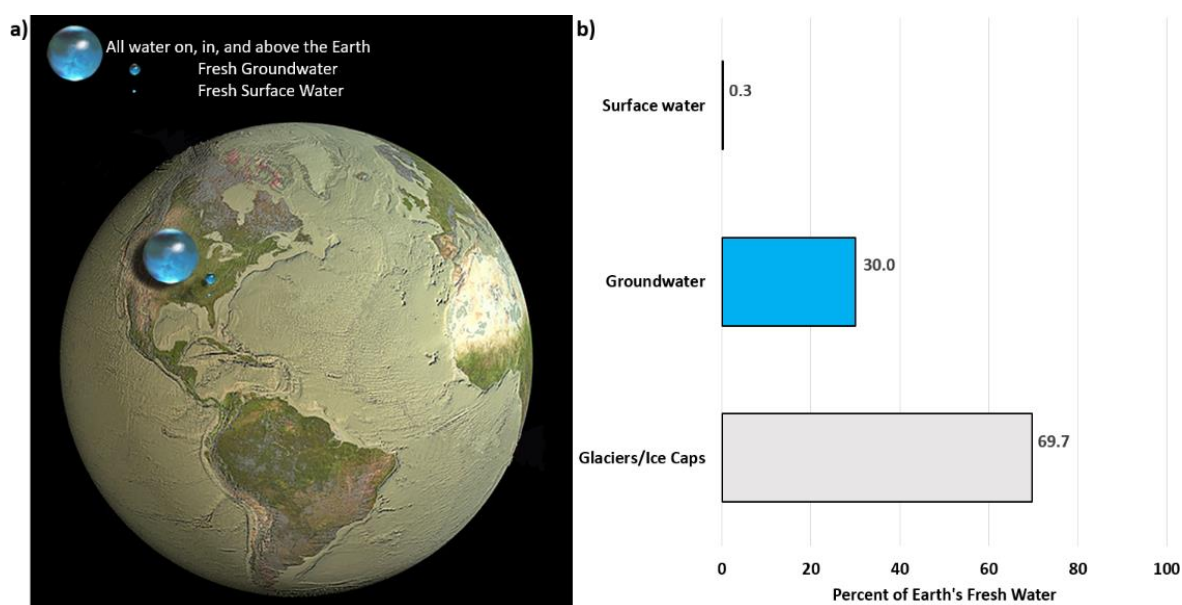 a)
All water on, in, and above the Earth
Fresh Groundwater
Fresh Surface Water
b)
Surface water
0.3
Groundwater
30.0
Glaciers/Ice Caps
69.7
0 20 40 60 80 100
Percent of Earth's Fresh Water